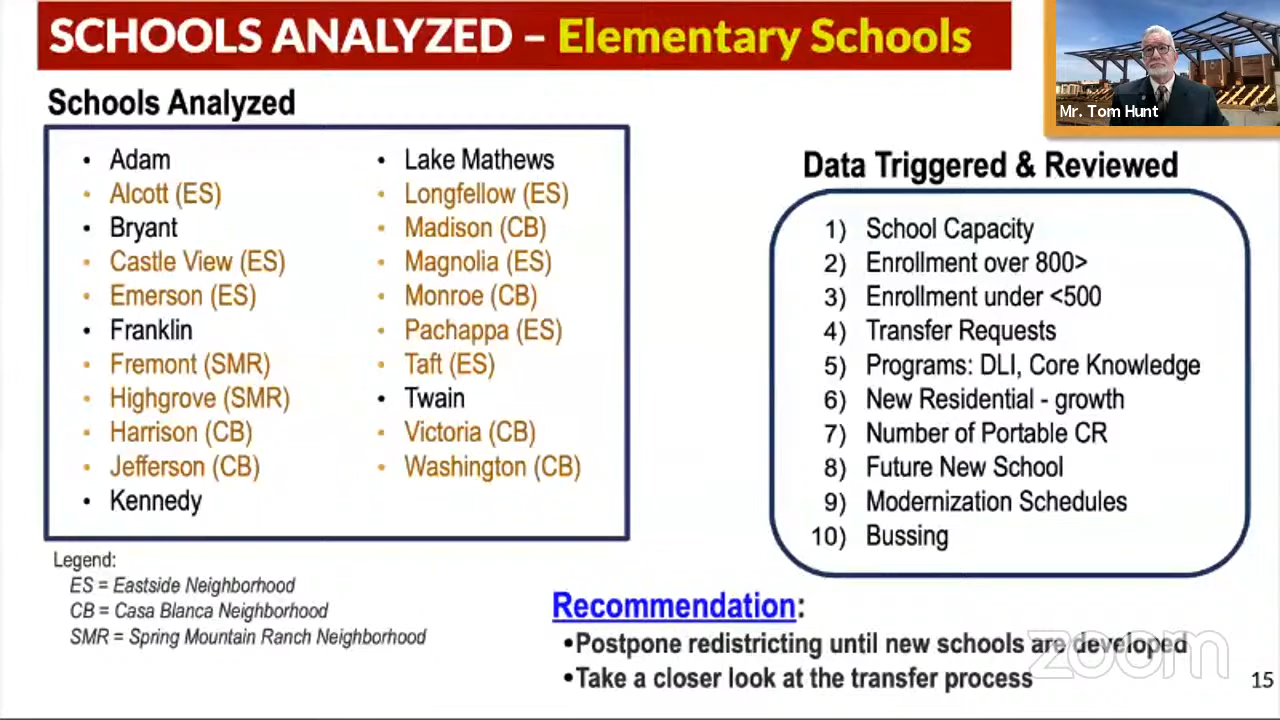 SCHOOLS ANALYZED – Elementary Schools
Mr. Tom Hunt
Schools Analyzed
• Adam
• Alcott (ES)
• Bryant
• Castle View (ES)
• Emerson (ES)
• Franklin
• Fremont (SMR)
• Highgrove (SMR)
• Harrison (CB)
• Jefferson (CB)
• Kennedy
• Lake Mathews
• Longfellow (ES)
• Madison (CB)
• Magnolia (ES)
• Monroe (CB)
• Pachappa (ES)
• Taft (ES)
• Twain
• Victoria (CB)
• Washington (CB)
Legend:
ES = Eastside Neighborhood
CB = Casa Blanca Neighborhood
SMR = Spring Mountain Ranch Neighborhood
Data Triggered & Reviewed
1) School Capacity
2) Enrollment over 800>
3) Enrollment under <500
4) Transfer Requests
5) Programs: DLI, Core Knowledge
6) New Residential - growth
7) Number of Portable CR
8) Future New School
9) Modernization Schedules
10) Bussing
Recommendation:
•Postpone redistricting until new schools are developed
•Take a closer look at the transfer process
zoom
15